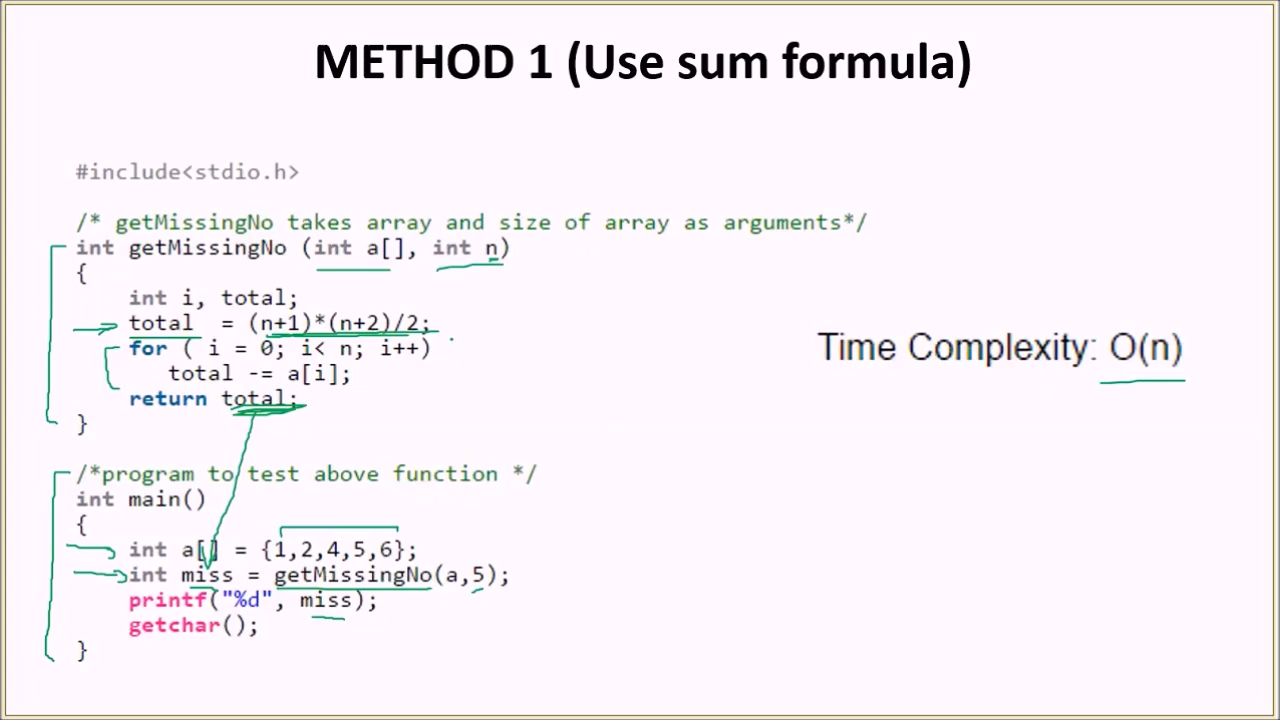 METHOD 1 (Use sum formula)
#include<stdio.h>
/* getMissingNo takes array and size of array as arguments*/
int getMissingNo (int a[], int n)
{
int i, total;
total = (n+1)*(n+2)/2;
for ( i = 0; i< n; i++)
total -= a[i];
return total;
}
Time Complexity: O(n)
/*program to test above function */
int main()
{
int a[] = {1,2,4,5,6};
int miss = getMissingNo(a,5);
printf("%d", miss);
getchar();
}